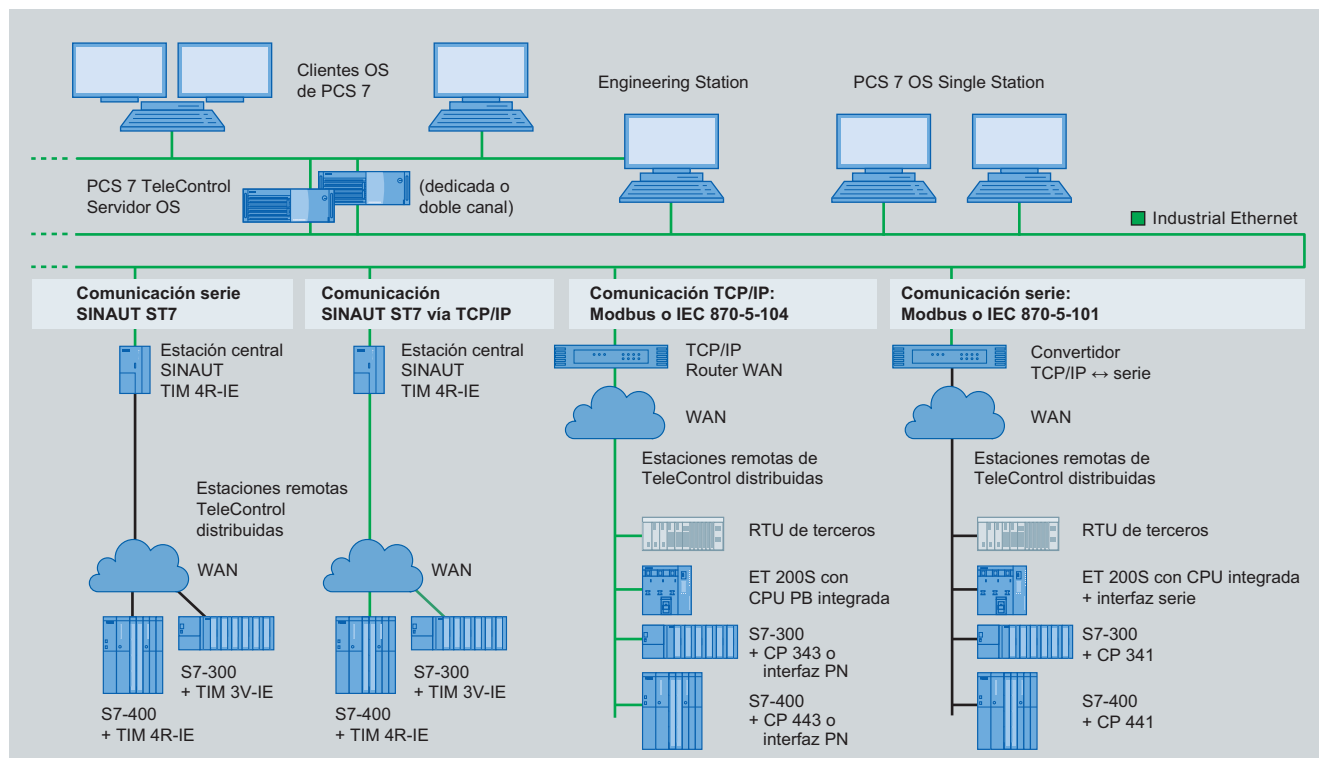 Clientes OS
de PCS 7
Engineering Station
PCS 7 OS Single Station
PCS 7 TeleControl
Servidor OS
(dedicada o
doble canal)
Industrial Ethernet
Comunicación serie
SINAUT ST7
Comunicación
SINAUT ST7 vía TCP/IP
Comunicación TCP/IP:
Modbus o IEC 870-5-104
Comunicación serie:
Modbus o IEC 870-5-101
Estación central
SINAUT
TIM 4R-IE
Estaciones remotas
TeleControl
distribuidas
WAN
S7-300
+ TIM 3V-IE
S7-400
+ TIM 4R-IE
Estación central
SINAUT
TIM 4R-IE
WAN
S7-300
+ TIM 3V-IE
S7-400
+ TIM 4R-IE
TCP/IP
Router WAN
WAN
Estaciones remotas de
TeleControl distribuidas
RTU de terceros
ET 200S con
CPU PB integrada
S7-300
+ CP 343 o
interfaz PN
S7-400
+ CP 443 o
interfaz PN
Convertidor
TCP/IP ↔ serie
WAN
Estaciones remotas de
TeleControl distribuidas
RTU de terceros
ET 200S con CPU integrada
+ interfaz serie
S7-300
+ CP 341
S7-400
+ CP 441